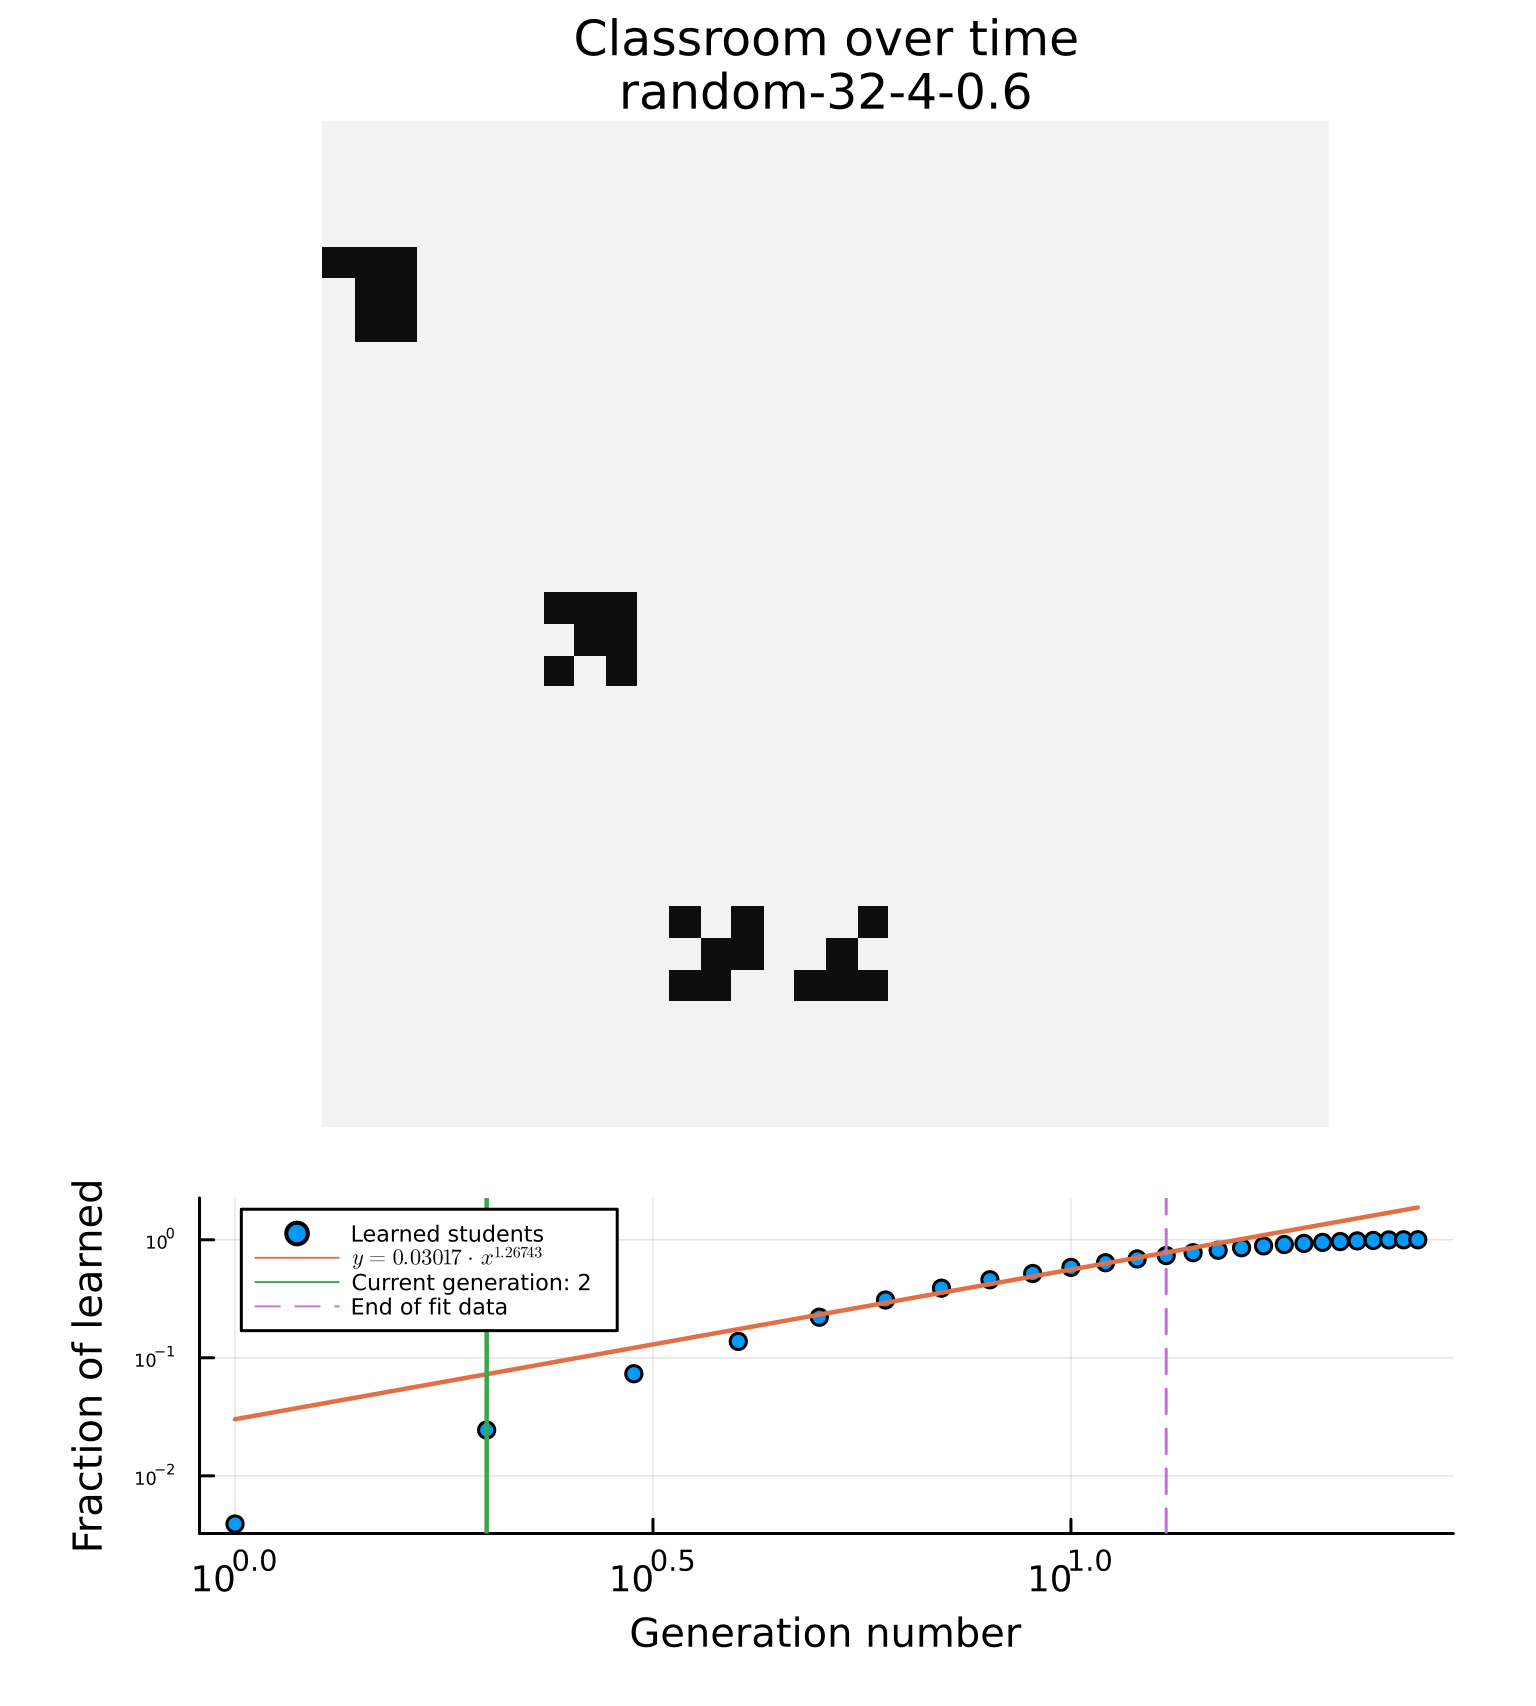 Classroom over time
random-32-4-0.6
Fraction of learned
10^0
10^-1
10^-2
Learned students
y = 0.03017 · x^1.26743
Current generation: 2
End of fit data
10^0.0
10^0.5
10^1.0
Generation number